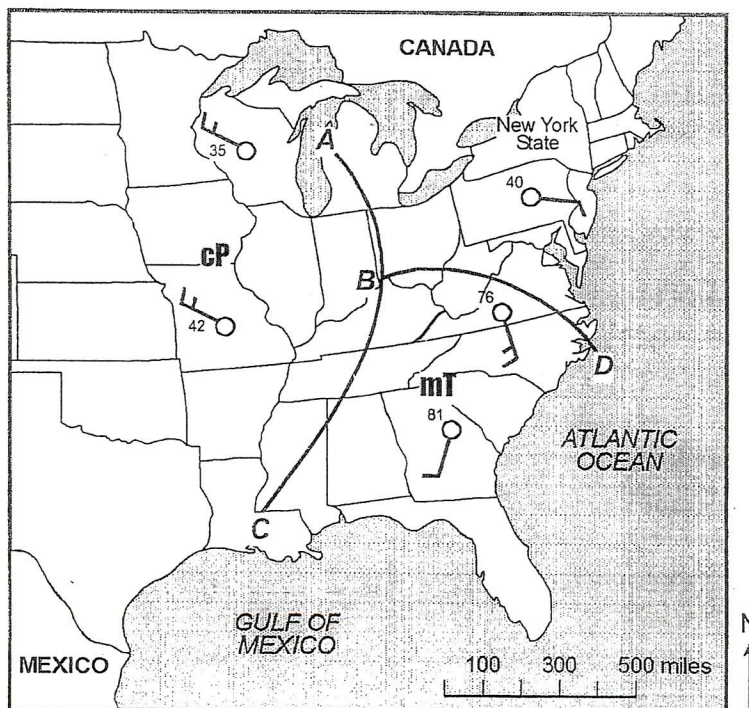 CANADA
New York
State
A
35
40
cP
B
76
42
D
mT
81
ATLANTIC
OCEAN
C
GULF OF
MEXICO
N
MEXICO
100 300 500 miles